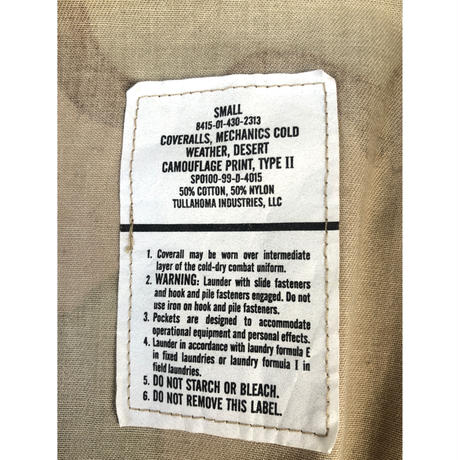 SMALL
8415-01-430-2313
COVERALLS, MECHANICS COLD
WEATHER, DESERT
CAMOUFLAGE PRINT, TYPE II
SP0100-99-D-4015
50% COTTON, 50% NYLON
TULLAHOMA INDUSTRIES, LLC
1. Coverall may be worn over intermediate
layer of the cold-dry combat uniform.
2. WARNING: Launder with slide fasteners
and hook and pile fasteners engaged. Do not
use iron on hook and pile fasteners.
3. Pockets are designed to accommodate
operational equipment and personal effects.
4. Launder in accordance with laundry formula E
in fixed laundries or laundry formula I in
field laundries.
5. DO NOT STARCH OR BLEACH.
6. DO NOT REMOVE THIS LABEL.